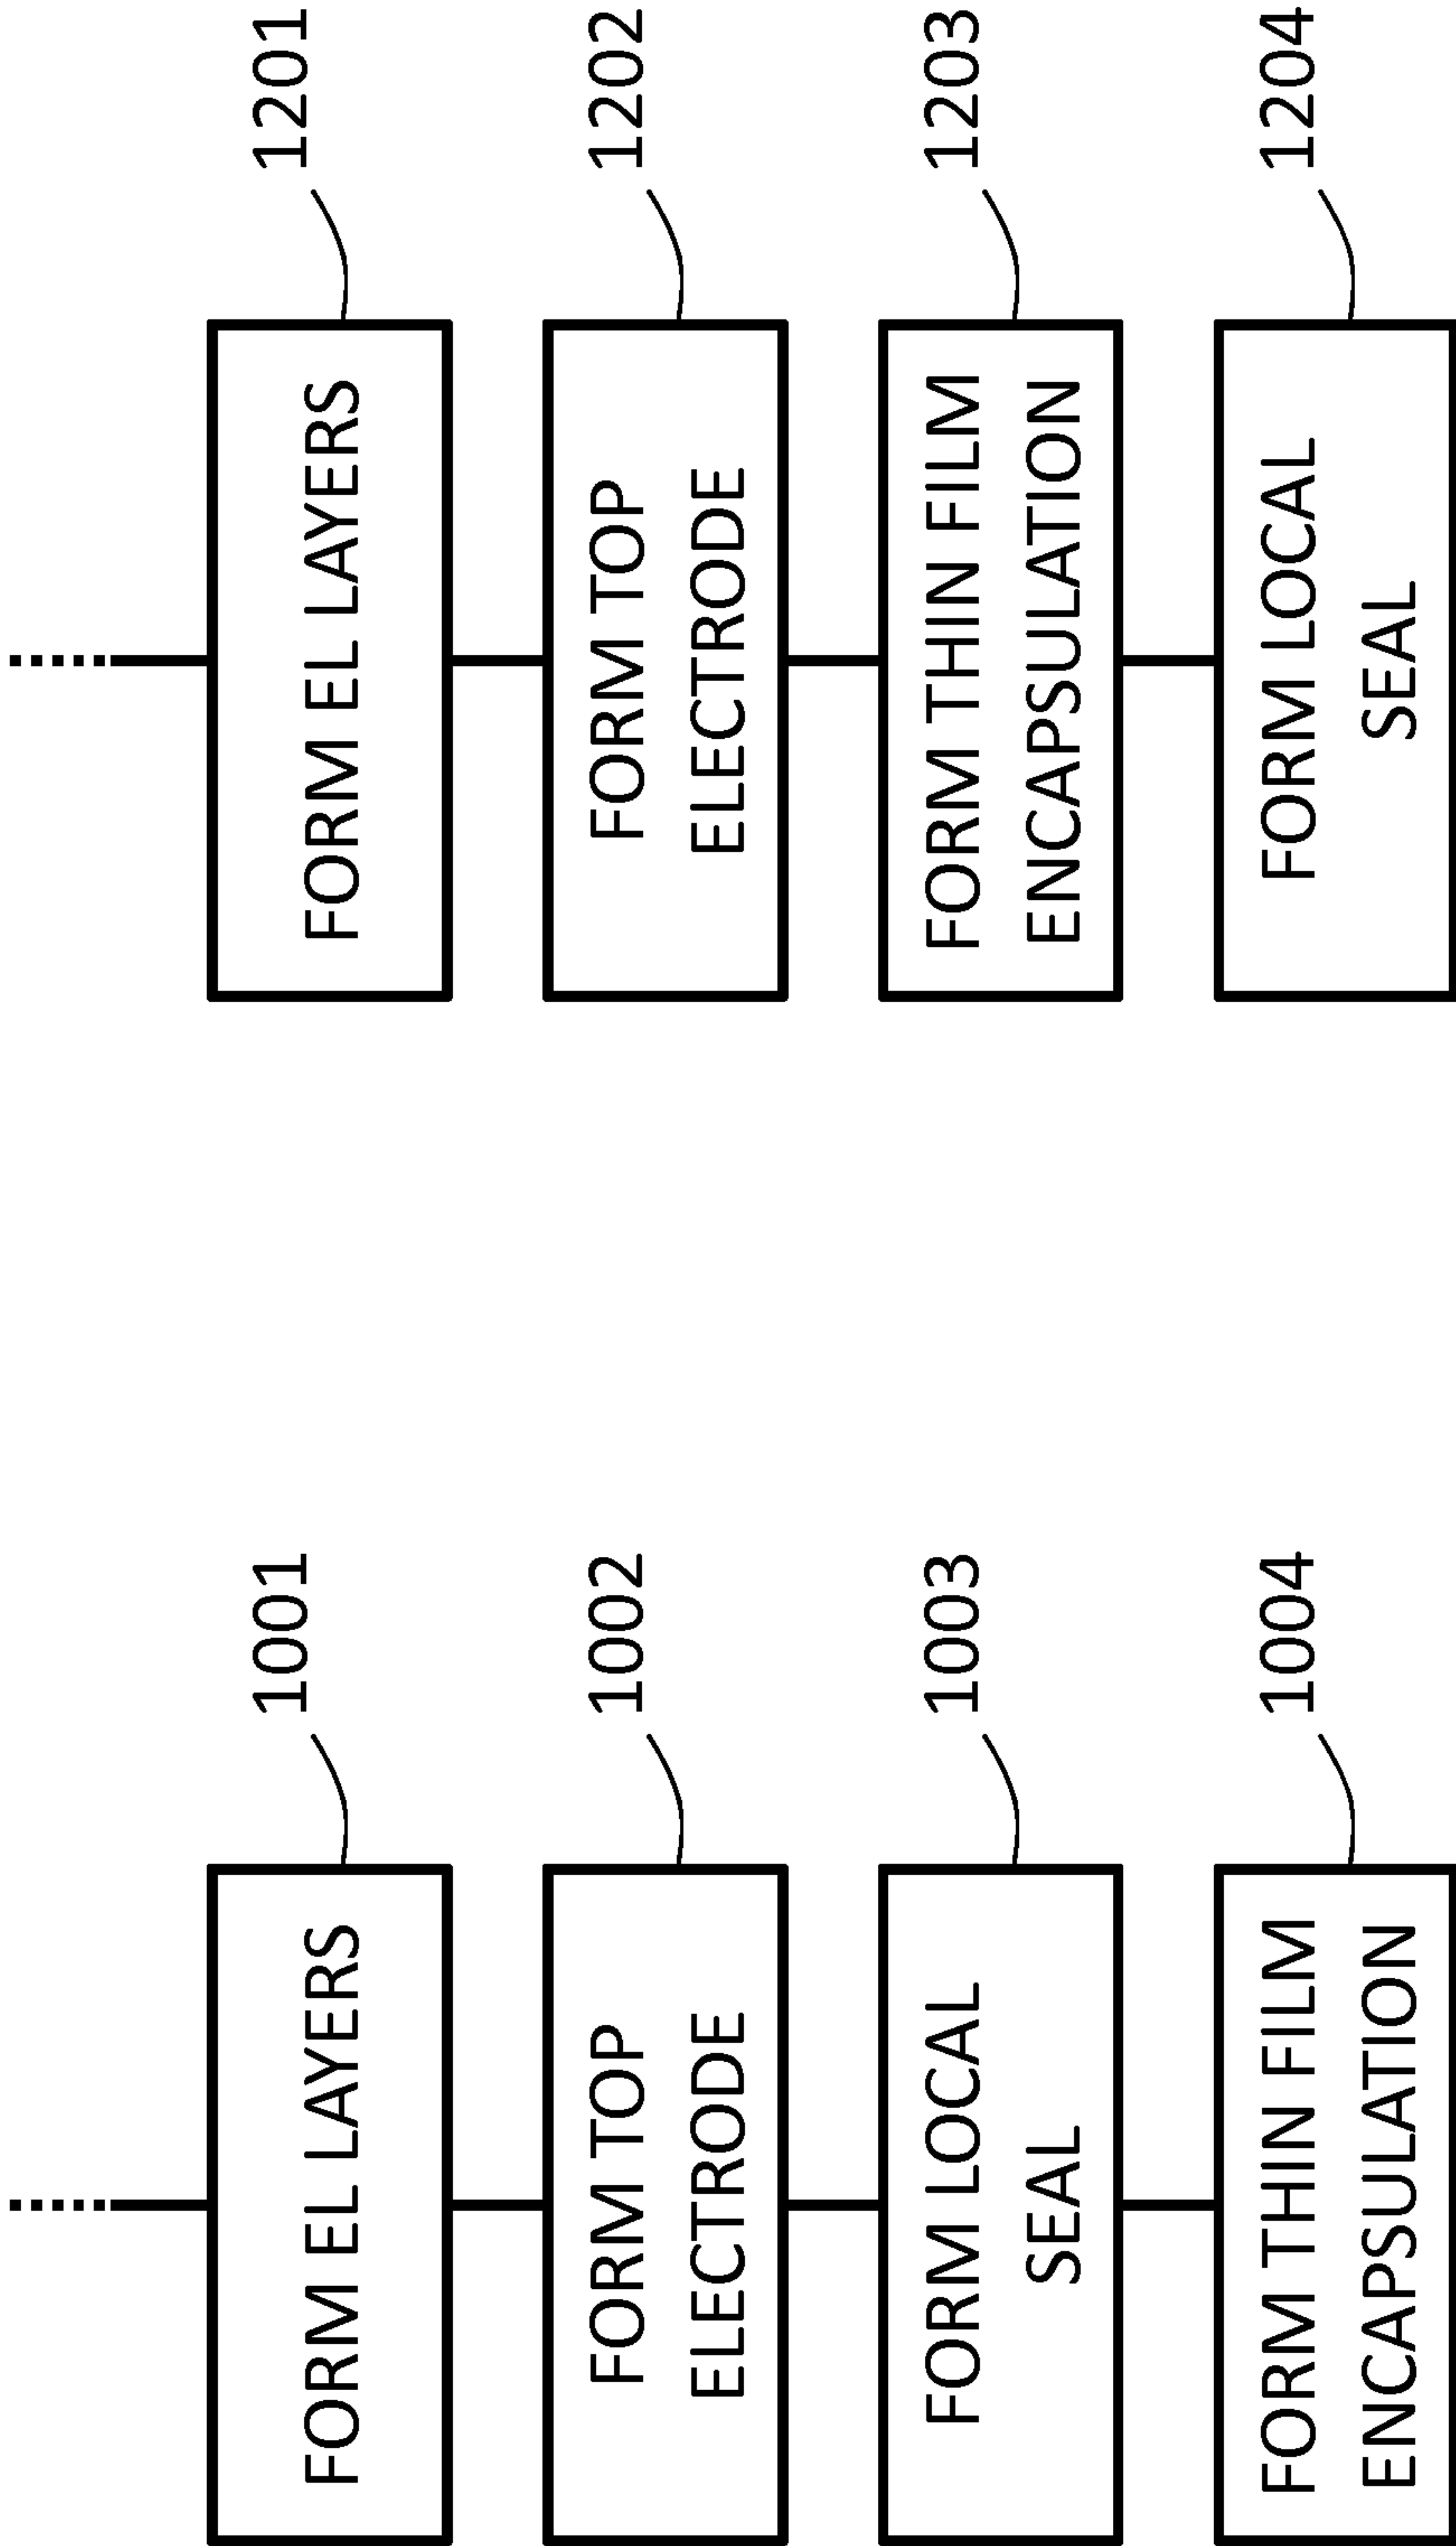 FORM EL LAYERS
1001
FORM TOP
ELECTRODE
1002
FORM LOCAL
SEAL
1003
FORM THIN FILM
ENCAPSULATION
1004
FORM EL LAYERS
1201
FORM TOP
ELECTRODE
1202
FORM THIN FILM
ENCAPSULATION
1203
FORM LOCAL
SEAL
1204